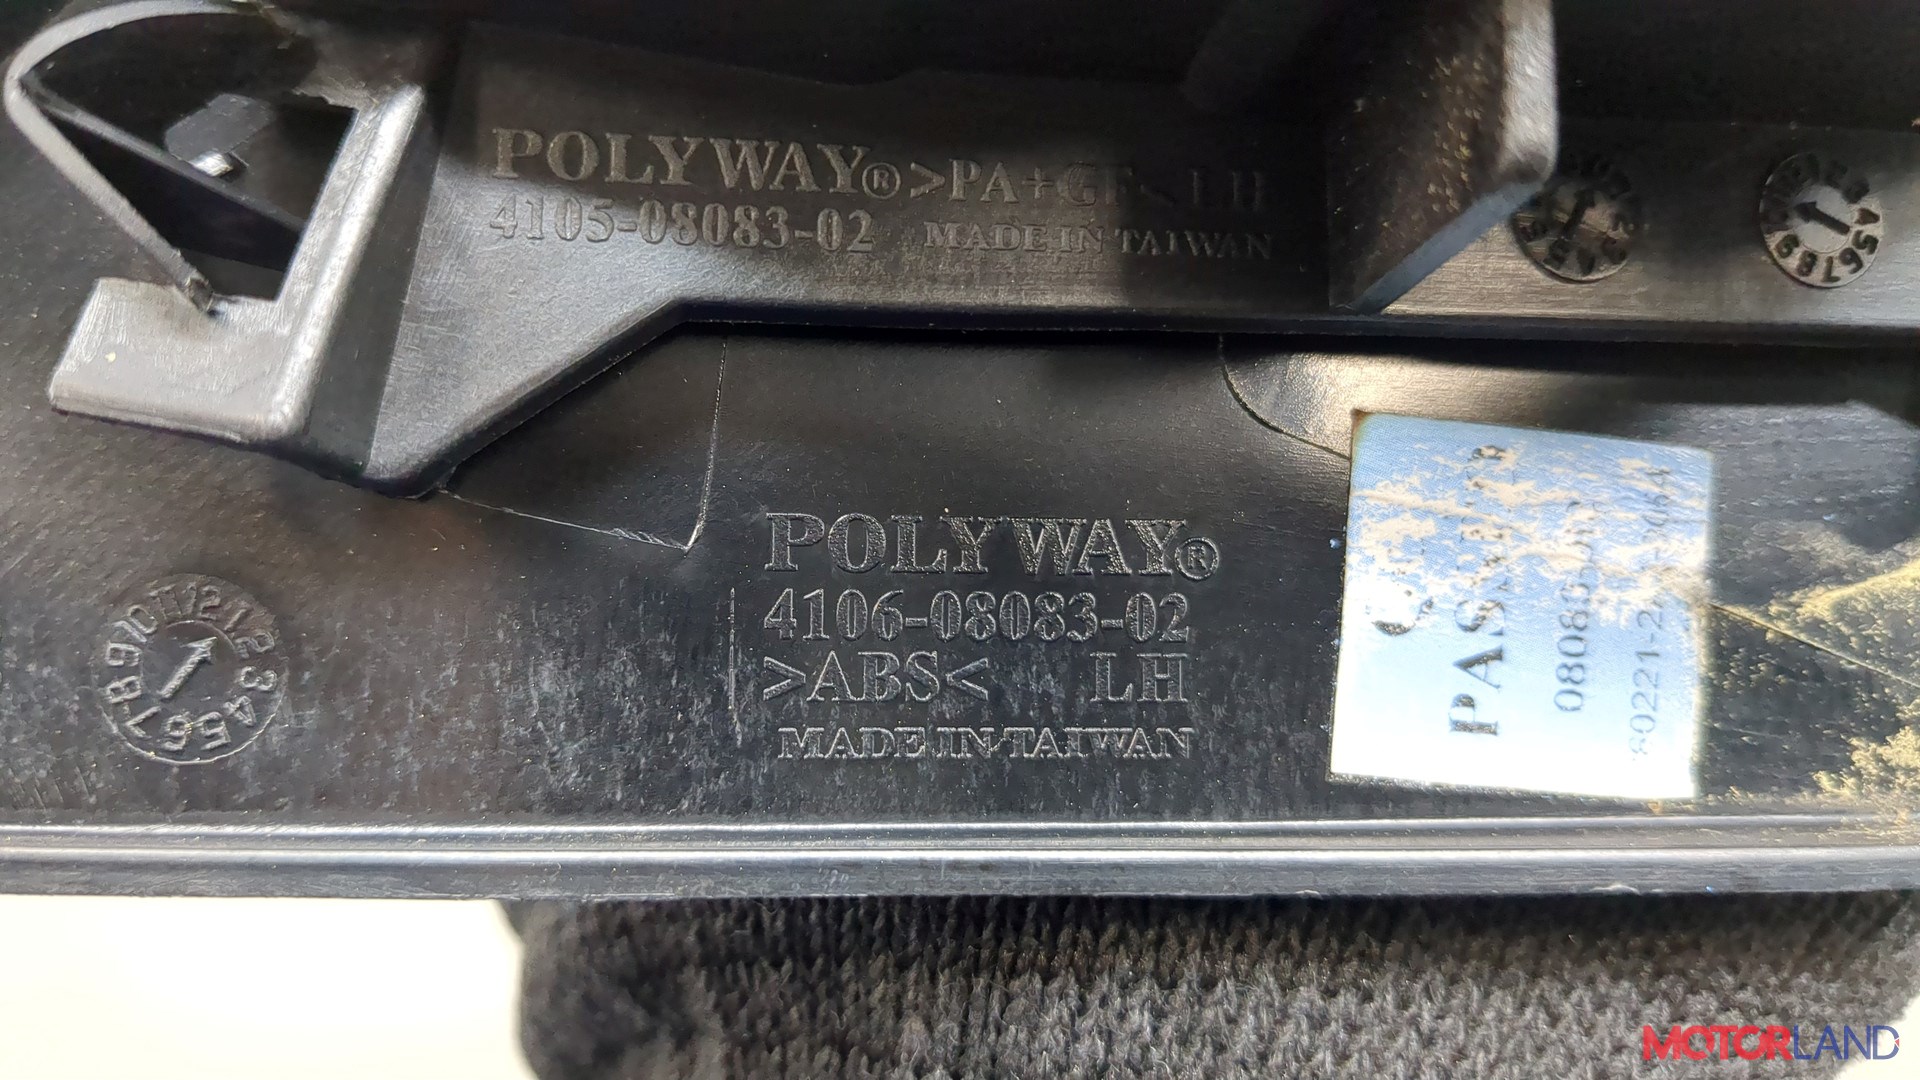 POLYWAY® >PA+GF< LH
4105-08083-02 MADE IN TAIWAN
POLYWAY®
4106-08083-02
>ABS< LH
MADE IN TAIWAN
MOTORLAND